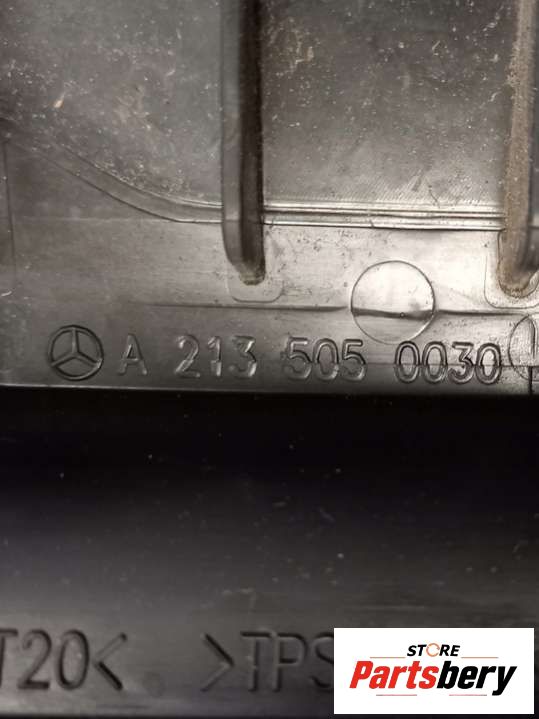 A 213 505 0030
T20< >TPS
STORE
Partsbery